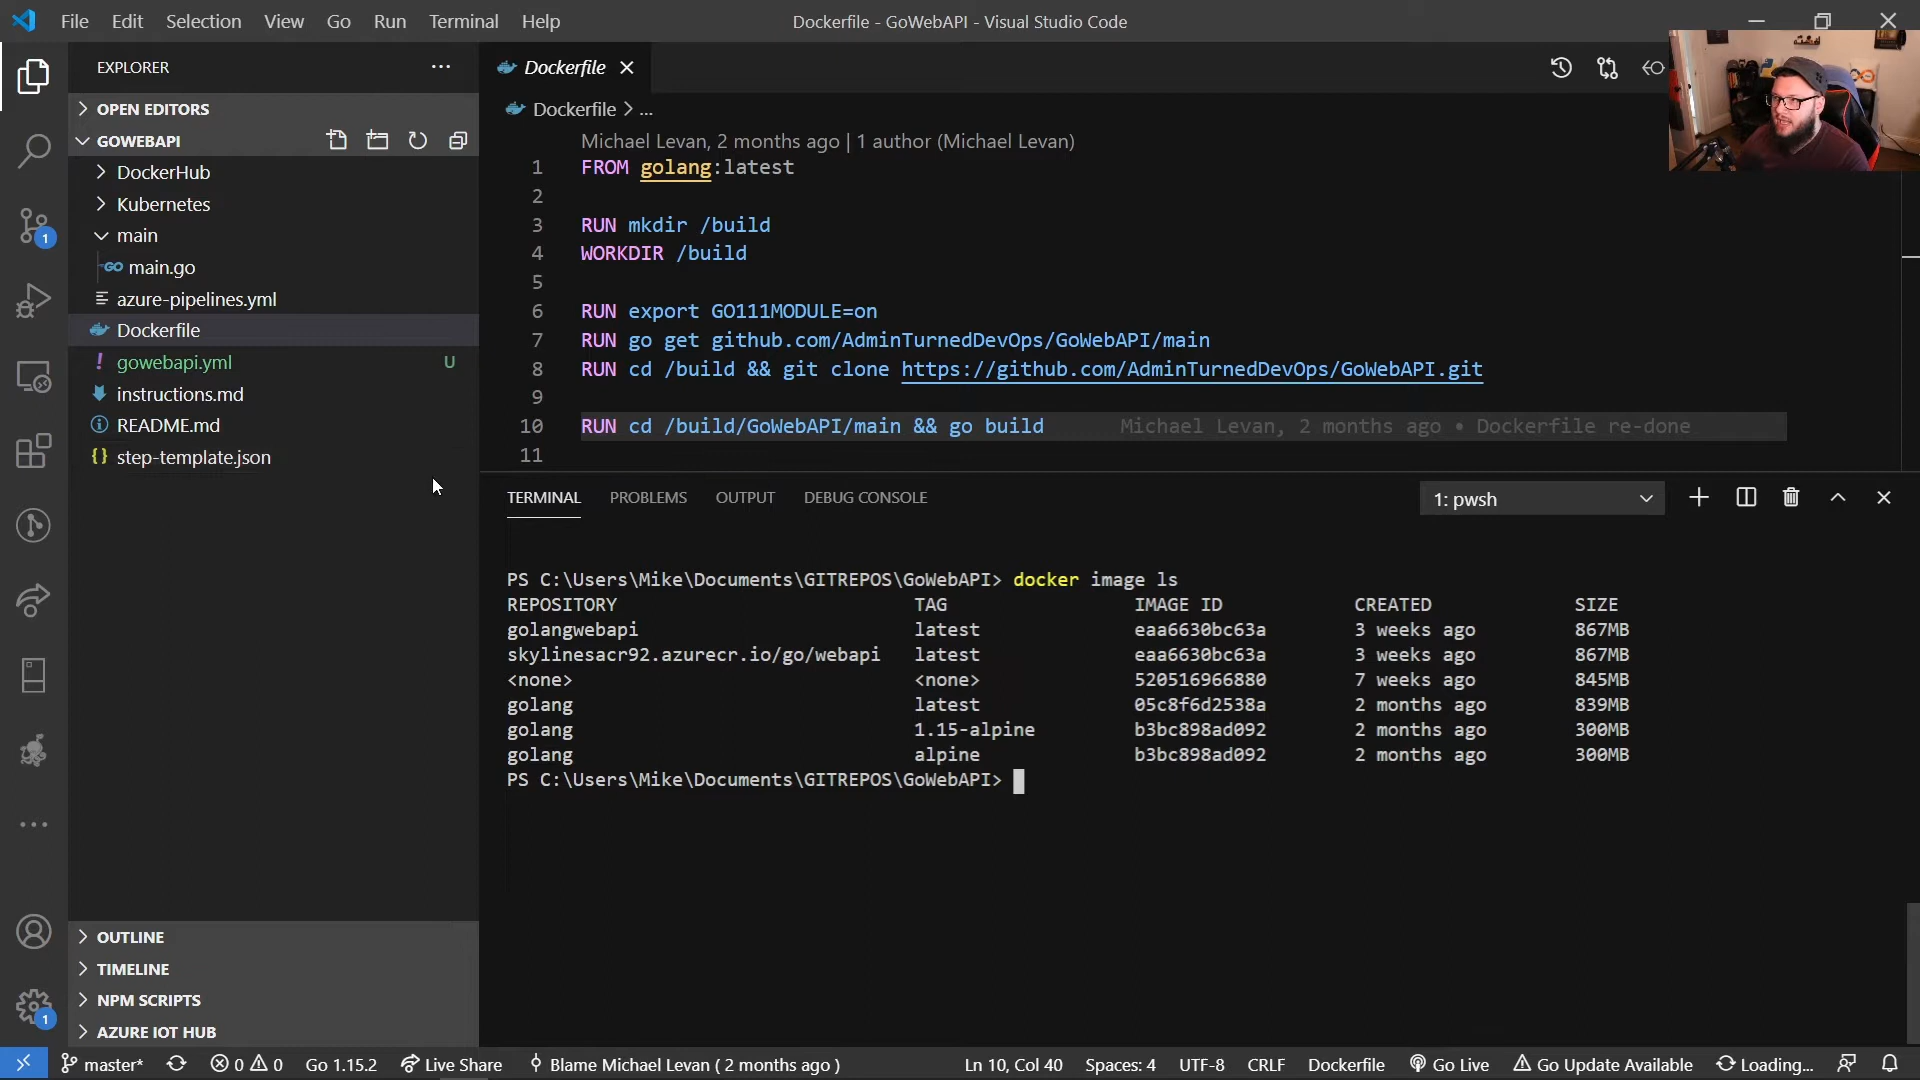 File Edit Selection View Go Run Terminal Help
Dockerfile - GoWebAPI - Visual Studio Code
EXPLORER
OPEN EDITORS
GOWEBAPI
DockerHub
Kubernetes
main
main.go
azure-pipelines.yml
Dockerfile
gowebapi.yml U
instructions.md
README.md
step-template.json
OUTLINE
TIMELINE
NPM SCRIPTS
AZURE IOT HUB
1
1
Dockerfile
Dockerfile > ...
Michael Levan, 2 months ago | 1 author (Michael Levan)
1 FROM golang:latest
2
3 RUN mkdir /build
4 WORKDIR /build
5
6 RUN export GO111MODULE=on
7 RUN go get github.com/AdminTurnedDevOps/GoWebAPI/main
8 RUN cd /build && git clone https://github.com/AdminTurnedDevOps/GoWebAPI.git
9
10 RUN cd /build/GoWebAPI/main && go build Michael Levan, 2 months ago • Dockerfile re-done
11
TERMINAL PROBLEMS OUTPUT DEBUG CONSOLE 1: pwsh
PS C:\Users\Mike\Documents\GITREPOS\GoWebAPI> docker image ls
REPOSITORY TAG IMAGE ID CREATED SIZE
golangwebapi latest eaa6630bc63a 3 weeks ago 867MB
skylinesacr92.azurecr.io/go/webapi latest eaa6630bc63a 3 weeks ago 867MB
<none> <none> 520516966880 7 weeks ago 845MB
golang latest 05c8f6d2538a 2 months ago 839MB
golang 1.15-alpine b3bc898ad092 2 months ago 300MB
golang alpine b3bc898ad092 2 months ago 300MB
PS C:\Users\Mike\Documents\GITREPOS\GoWebAPI>
master* 0 0 Go 1.15.2 Live Share Blame Michael Levan ( 2 months ago ) Ln 10, Col 40 Spaces: 4 UTF-8 CRLF Dockerfile Go Live Go Update Available Loading...